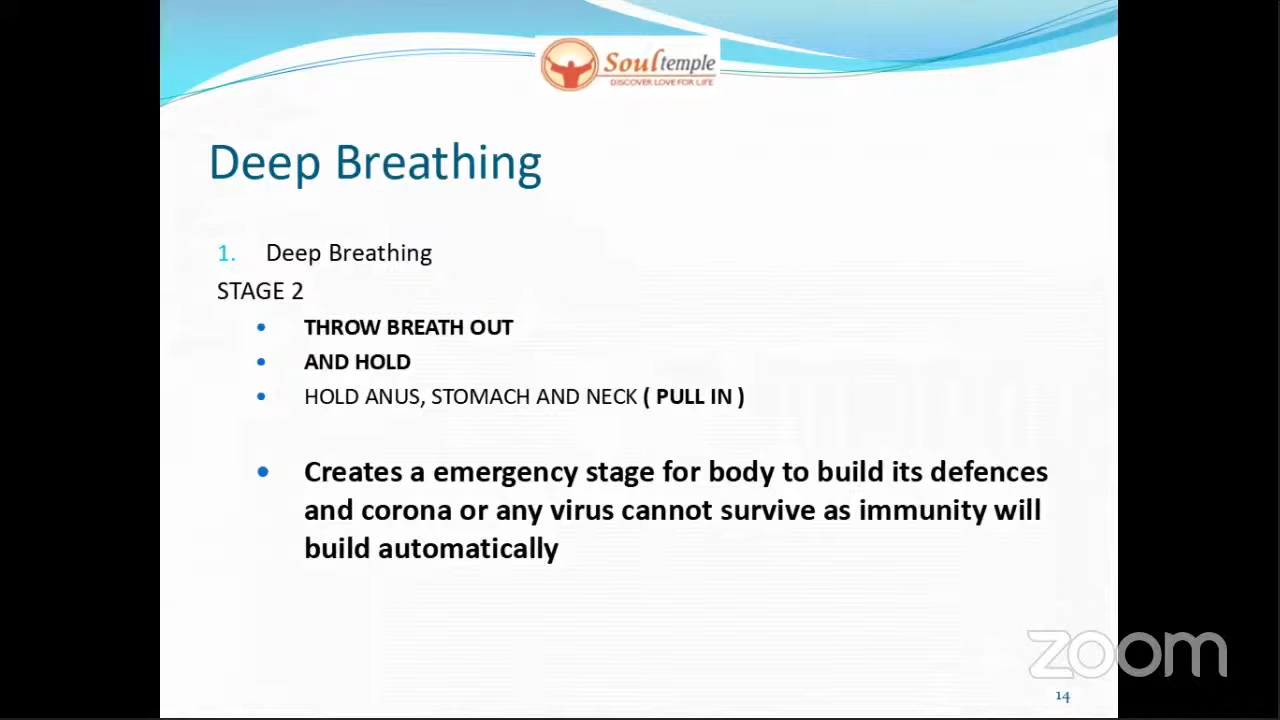 Soultemple
DISCOVER LOVE FOR LIFE
Deep Breathing
1. Deep Breathing
STAGE 2
• THROW BREATH OUT
• AND HOLD
• HOLD ANUS, STOMACH AND NECK ( PULL IN )
• Creates a emergency stage for body to build its defences
and corona or any virus cannot survive as immunity will
build automatically
zoom
14